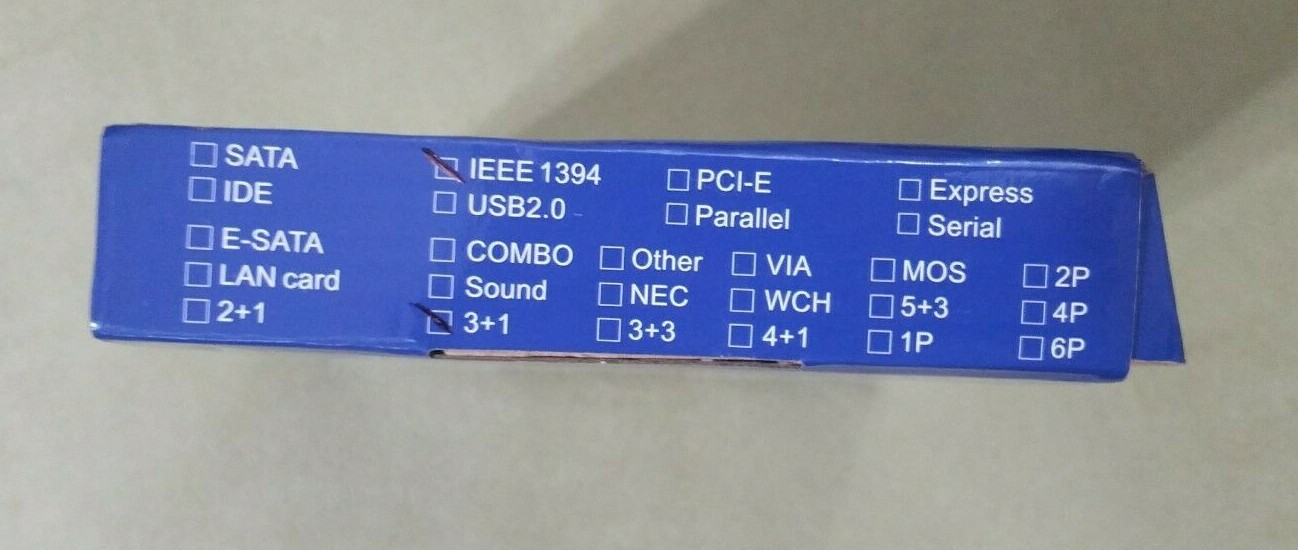 SATA IEEE 1394 PCI-E Express
IDE USB2.0 Parallel Serial
E-SATA COMBO Other VIA MOS 2P
LAN card Sound NEC WCH 5+3 4P
2+1 3+1 3+3 4+1 1P 6P